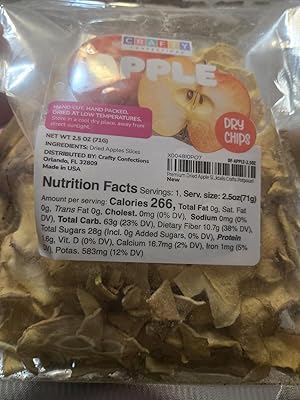 CRAFTY
APPLE
HAND CUT, HAND PACKED,
DRIED AT LOW TEMPERATURES.
Store in a cool dry place, away from
direct sunlight.
DRY
CHIPS
NET WT 2.5 OZ (71G)
INGREDIENTS: Dried Apples Slices
DISTRIBUTED BY: Crafty Confections
Orlando, FL 32809
Made in USA
New
Nutrition Facts Servings: 1, Serv. size: 2.5oz(71g)
Amount per serving: Calories 266, Total Fat 0g, Sat. Fat
0g, Trans Fat 0g, Cholest. 0mg (0% DV), Sodium 0mg (0%
DV), Total Carb. 63g (23% DV), Dietary Fiber 10.7g (38% DV),
Total Sugars 28g (Incl. 0g Added Sugars, 0% DV), Protein
Vit. D (0% DV), Calcium 16.7mg (2% DV), Iron 1mg (5%
DV), Potas. 583mg (12% DV)